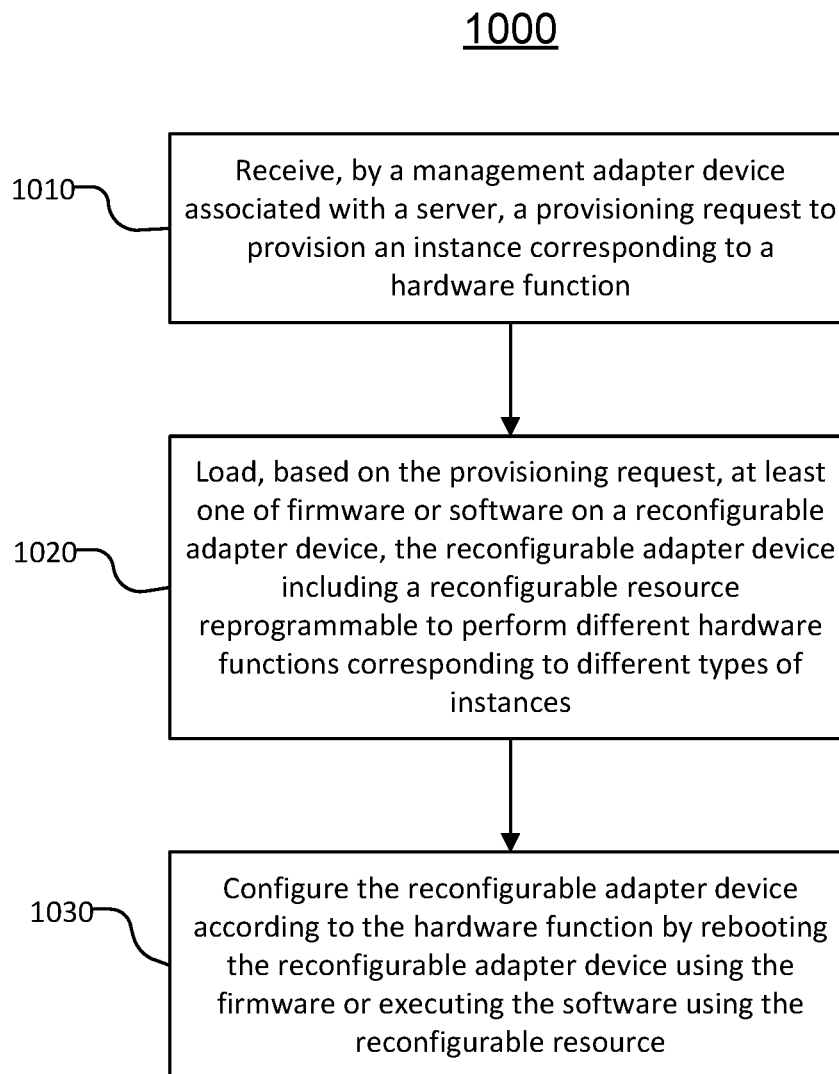 1000
1010
Receive, by a management adapter device
associated with a server, a provisioning request to
provision an instance corresponding to a
hardware function
1020
Load, based on the provisioning request, at least
one of firmware or software on a reconfigurable
adapter device, the reconfigurable adapter device
including a reconfigurable resource
reprogrammable to perform different hardware
functions corresponding to different types of
instances
1030
Configure the reconfigurable adapter device
according to the hardware function by rebooting
the reconfigurable adapter device using the
firmware or executing the software using the
reconfigurable resource